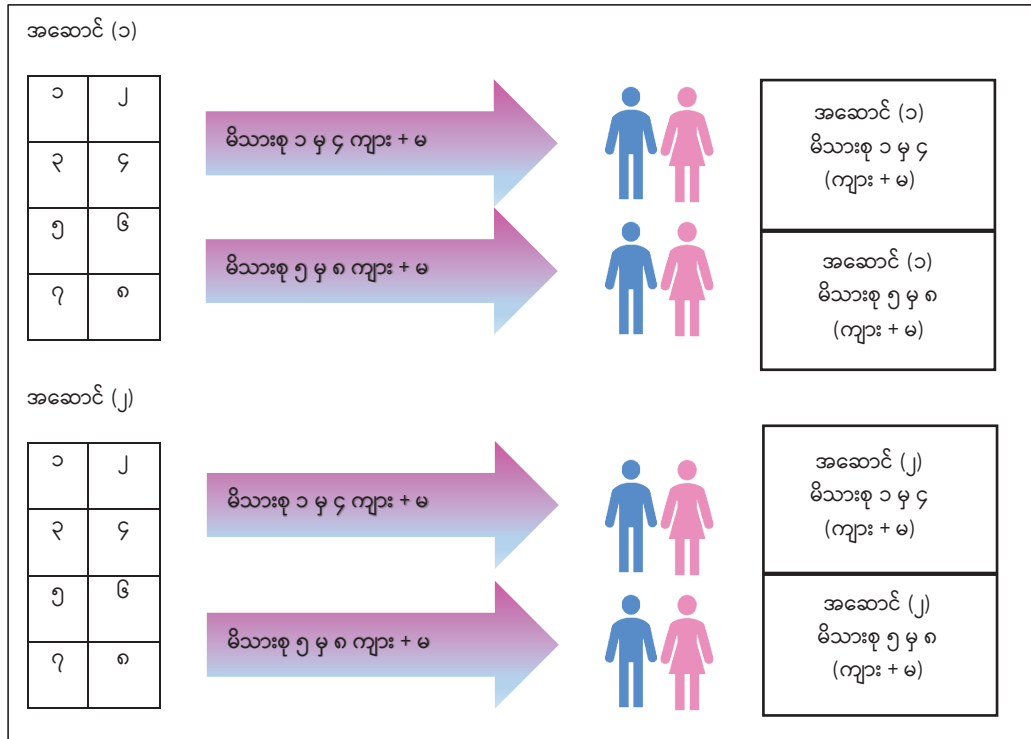 အဆောင် (၁)
၁ ၂
၃ ၄
၅ ၆
၇ ၈
မိသားစု ၁ မှ ၄ ကျား + မ
မိသားစု ၅ မှ ၈ ကျား + မ
အဆောင် (၁)
မိသားစု ၁ မှ ၄
(ကျား + မ)
အဆောင် (၁)
မိသားစု ၅ မှ ၈
(ကျား + မ)
အဆောင် (၂)
၁ ၂
၃ ၄
၅ ၆
၇ ၈
မိသားစု ၁ မှ ၄ ကျား + မ
မိသားစု ၅ မှ ၈ ကျား + မ
အဆောင် (၂)
မိသားစု ၁ မှ ၄
(ကျား + မ)
အဆောင် (၂)
မိသားစု ၅ မှ ၈
(ကျား + မ)